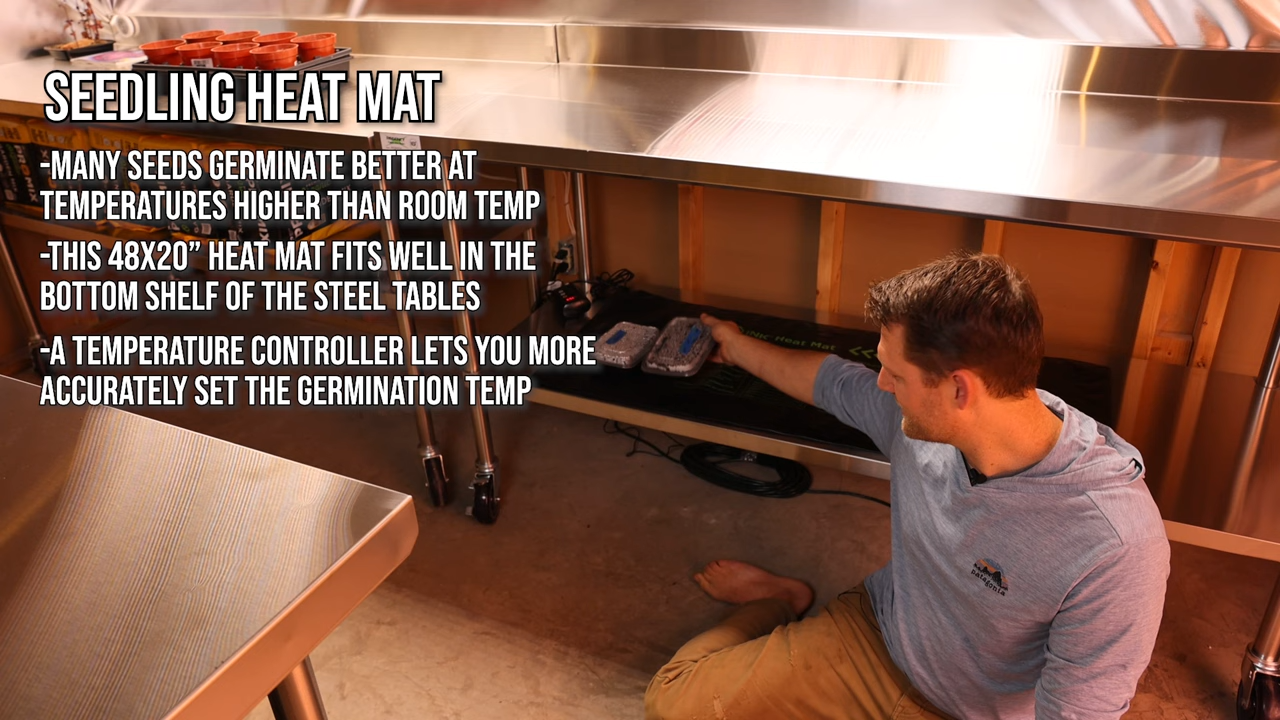 SEEDLING HEAT MAT
-MANY SEEDS GERMINATE BETTER AT
TEMPERATURES HIGHER THAN ROOM TEMP
-THIS 48X20” HEAT MAT FITS WELL IN THE
BOTTOM SHELF OF THE STEEL TABLES
-A TEMPERATURE CONTROLLER LETS YOU MORE
ACCURATELY SET THE GERMINATION TEMP
Heat Mat
patagonia